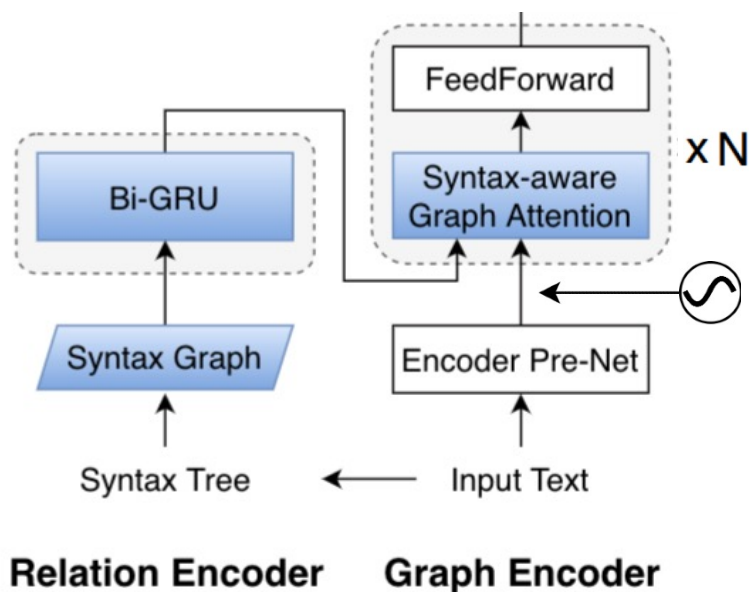 FeedForward
x N
Bi-GRU
Syntax-aware
Graph Attention
Syntax Graph
Encoder Pre-Net
Syntax Tree
Input Text
Relation Encoder
Graph Encoder